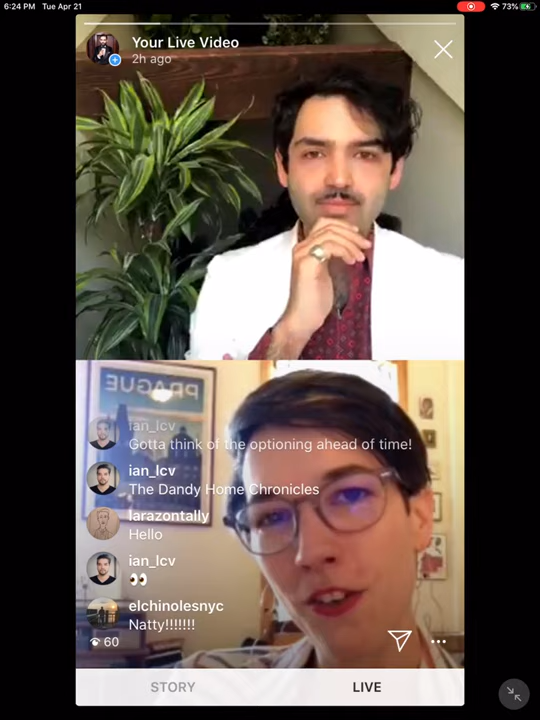 6:24 PM Tue Apr 21
73%
Your Live Video
2h ago
PRAGUE
ian_lcv
Gotta think of the optioning ahead of time!
ian_lcv
The Dandy Home Chronicles
larazontally
Hello
ian_lcv
👀
elchinolesnyc
Natty!!!!!!!
60
STORY
LIVE